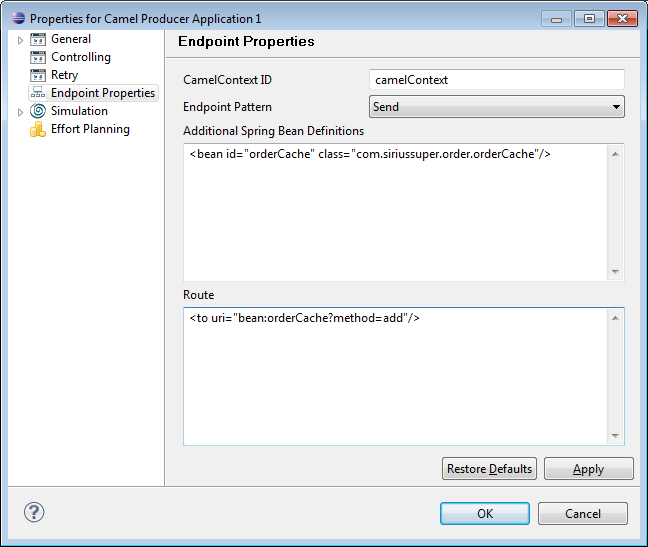 Properties for Camel Producer Application 1
General
Controlling
Retry
Endpoint Properties
Simulation
Effort Planning
Endpoint Properties
CamelContext ID camelContext
Endpoint Pattern Send
Additional Spring Bean Definitions
<bean id="orderCache" class="com.siriussuper.order.orderCache"/>
Route
<to uri="bean:orderCache?method=add"/>
Restore Defaults Apply
? OK Cancel